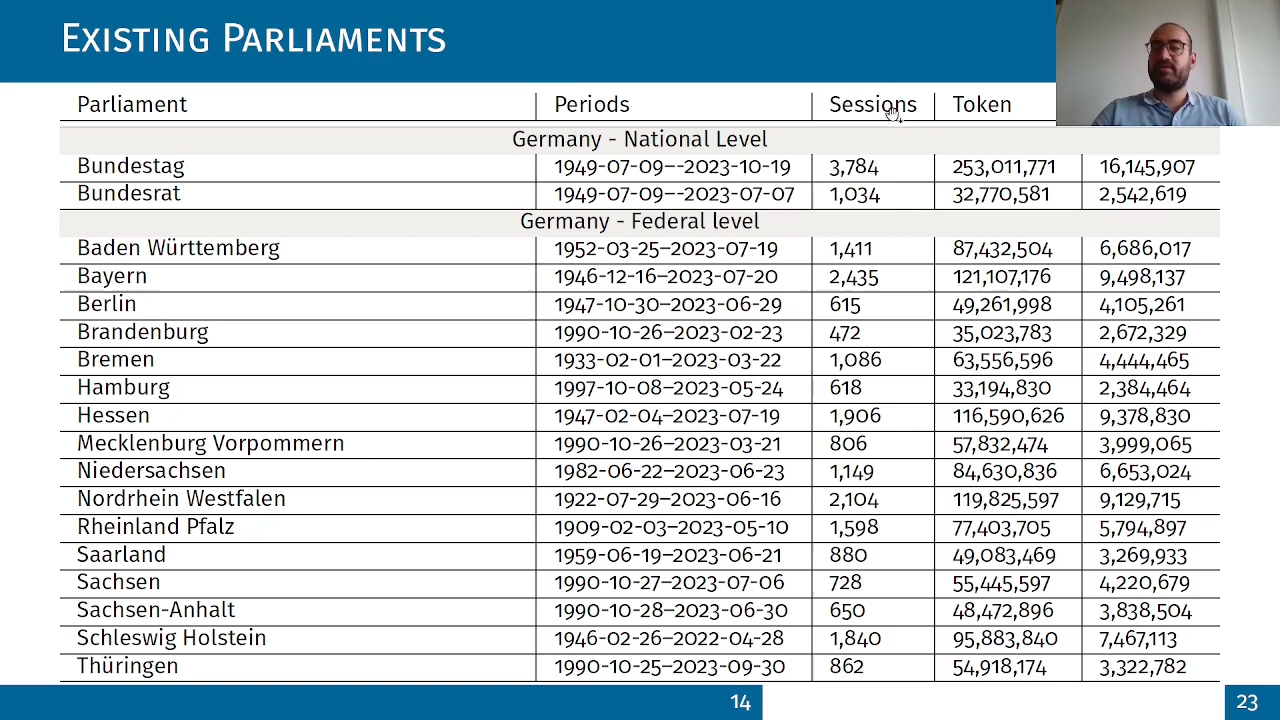 Existing Parliaments
Parliament Periods Sessions Token
Germany - National Level
Bundestag 1949-07-09--2023-10-19 3,784 253,011,771 16,145,907
Bundesrat 1949-07-09--2023-07-07 1,034 32,770,581 2,542,619
Germany - Federal level
Baden Württemberg 1952-03-25–2023-07-19 1,411 87,432,504 6,686,017
Bayern 1946-12-16–2023-07-20 2,435 121,107,176 9,498,137
Berlin 1947-10-30–2023-06-29 615 49,261,998 4,105,261
Brandenburg 1990-10-26–2023-02-23 472 35,023,783 2,672,329
Bremen 1933-02-01–2023-03-22 1,086 63,556,596 4,444,465
Hamburg 1997-10-08–2023-05-24 618 33,194,830 2,384,464
Hessen 1947-02-04–2023-07-19 1,906 116,590,626 9,378,830
Mecklenburg Vorpommern 1990-10-26–2023-03-21 806 57,832,474 3,999,065
Niedersachsen 1982-06-22–2023-06-23 1,149 84,630,836 6,653,024
Nordrhein Westfalen 1922-07-29–2023-06-16 2,104 119,825,597 9,129,715
Rheinland Pfalz 1909-02-03–2023-05-10 1,598 77,403,705 5,794,897
Saarland 1959-06-19–2023-06-21 880 49,083,469 3,269,933
Sachsen 1990-10-27–2023-07-06 728 55,445,597 4,220,679
Sachsen-Anhalt 1990-10-28–2023-06-30 650 48,472,896 3,838,504
Schleswig Holstein 1946-02-26–2022-04-28 1,840 95,883,840 7,467,113
Thüringen 1990-10-25–2023-09-30 862 54,918,174 3,322,782
14 23